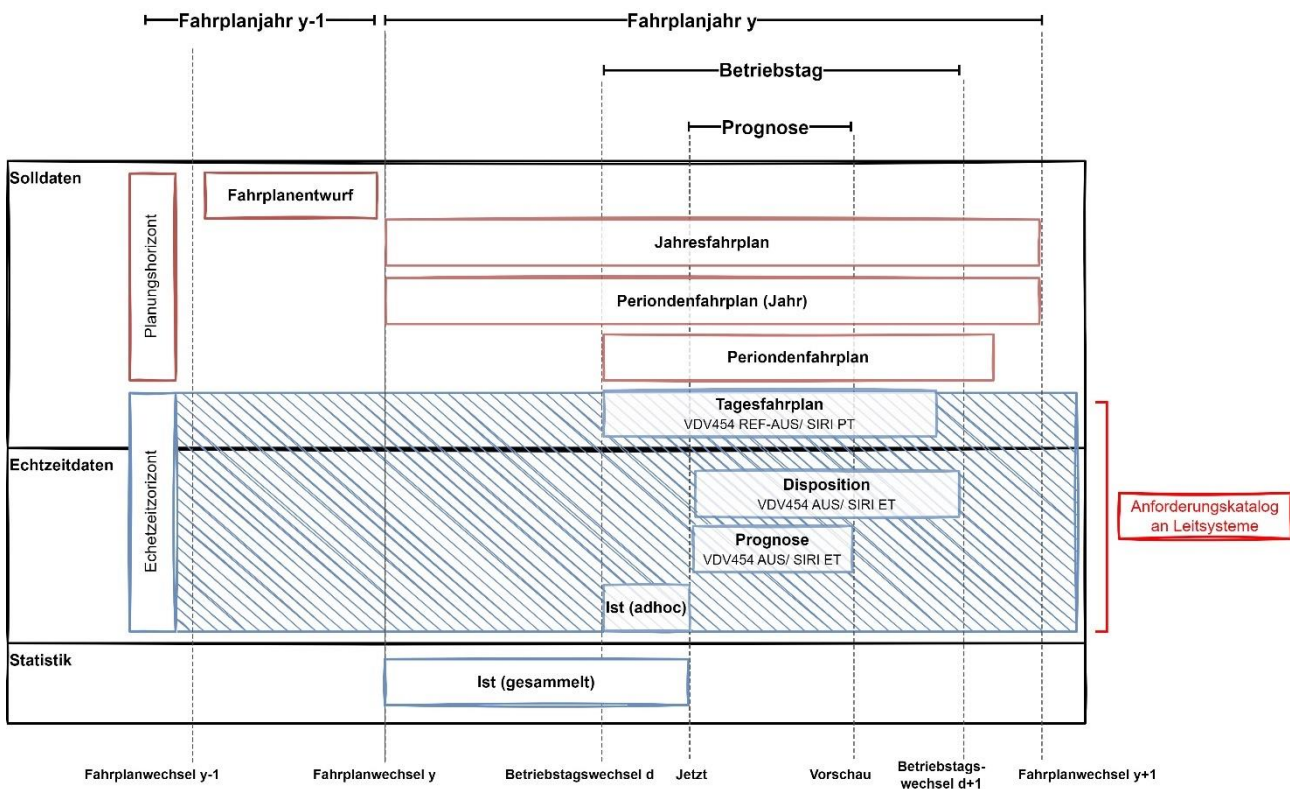 Fahrplanjahr y-1
Fahrplanjahr y
Betriebstag
Prognose
Solldaten
Planungshorizont
Fahrplanentwurf
Jahresfahrplan
Periondenfahrplan (Jahr)
Periondenfahrplan
Tagesfahrplan
VDV454 REF-AUS/ SIRI PT
Echtzeitdaten
Echetzeitzorizont
Disposition
VDV454 AUS/ SIRI ET
Prognose
VDV454 AUS/ SIRI ET
Ist (adhoc)
Anforderungskatalog
an Leitsysteme
Statistik
Ist (gesammelt)
Fahrplanwechsel y-1
Fahrplanwechsel y
Betriebstagswechsel d
Jetzt
Vorschau
Betriebstags-
wechsel d+1
Fahrplanwechsel y+1